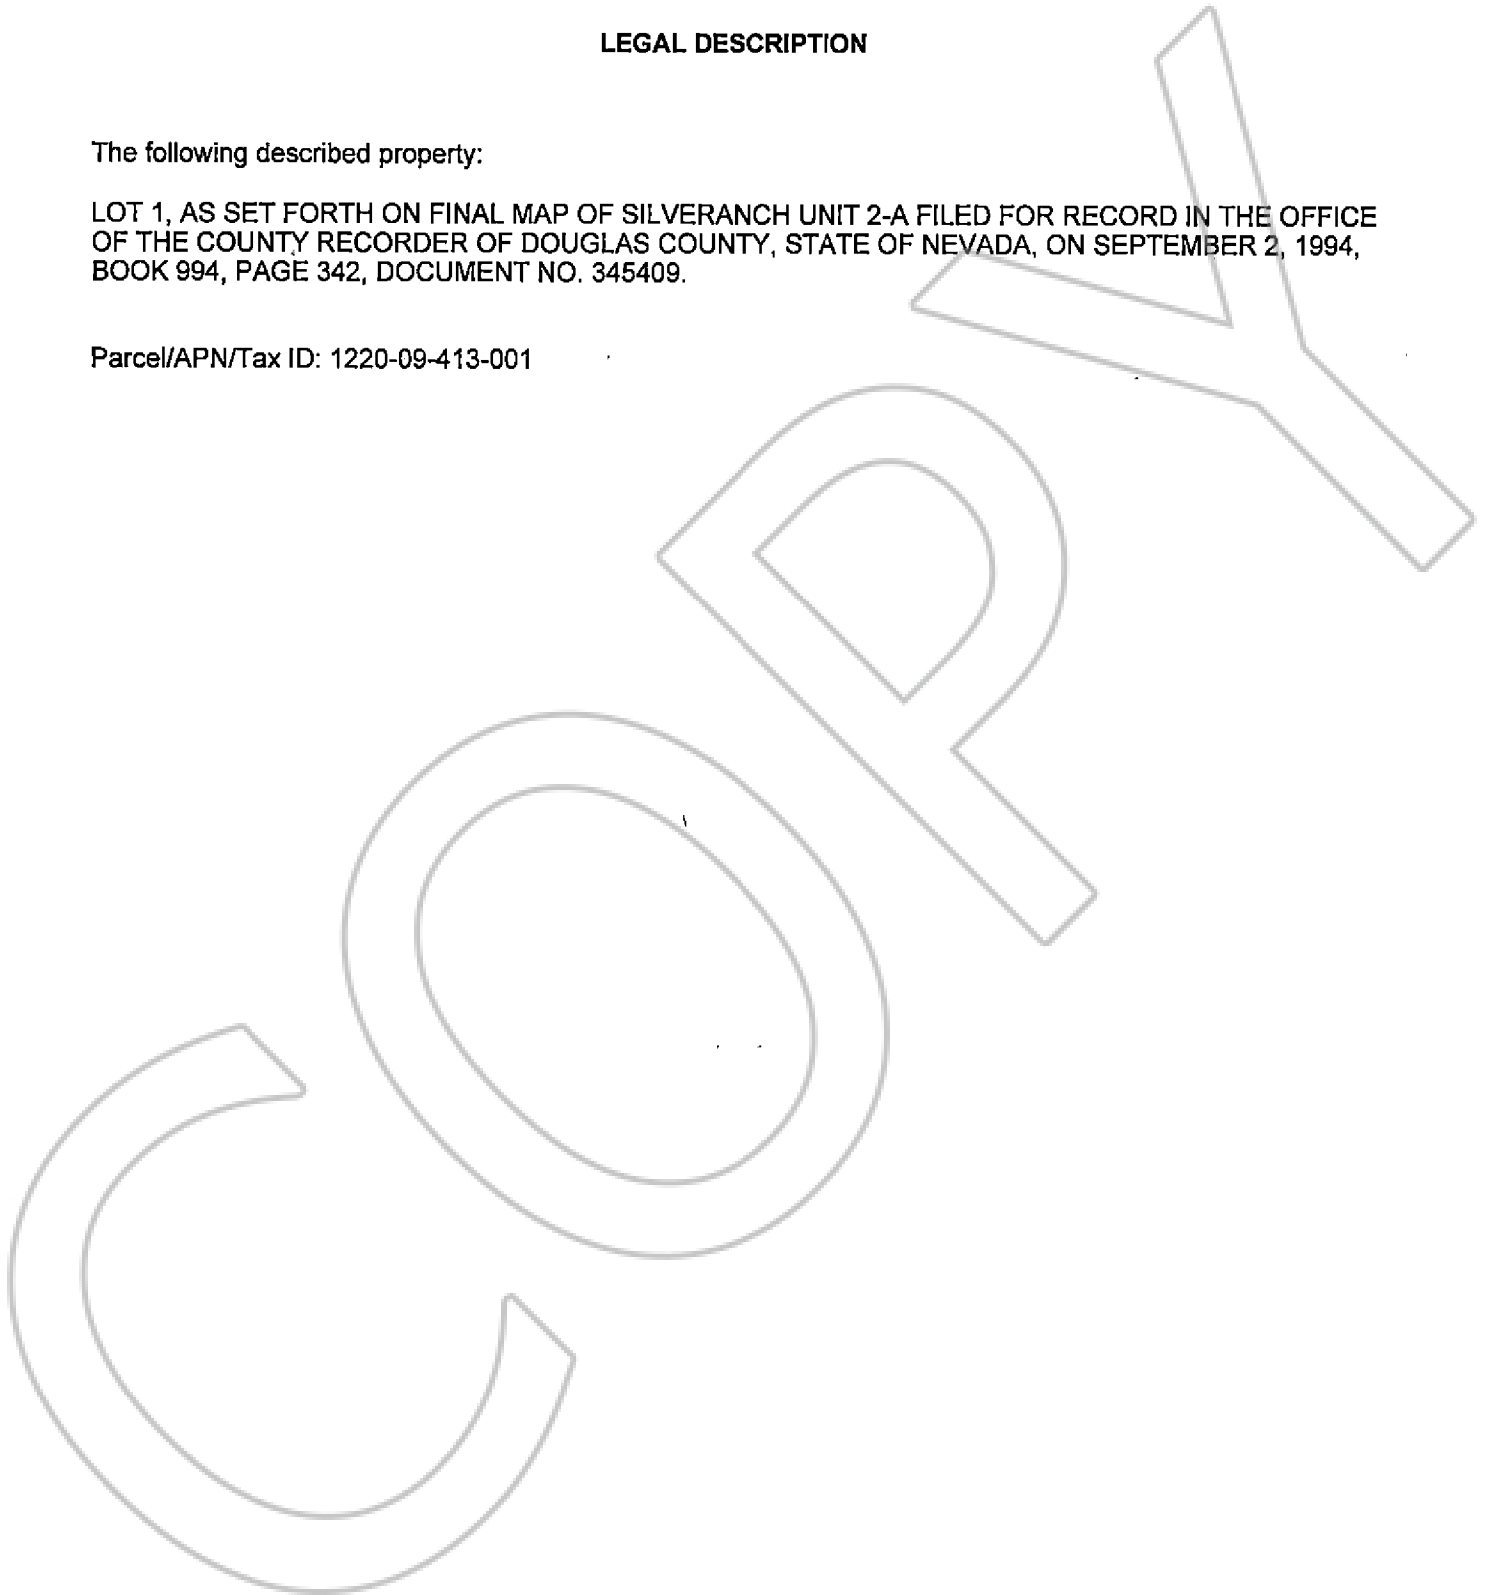 LEGAL DESCRIPTION
The following described property:
LOT 1, AS SET FORTH ON FINAL MAP OF SILVERANCH UNIT 2-A FILED FOR RECORD IN THE OFFICE
OF THE COUNTY RECORDER OF DOUGLAS COUNTY, STATE OF NEVADA, ON SEPTEMBER 2, 1994,
BOOK 994, PAGE 342, DOCUMENT NO. 345409.
Parcel/APN/Tax ID: 1220-09-413-001
COPY